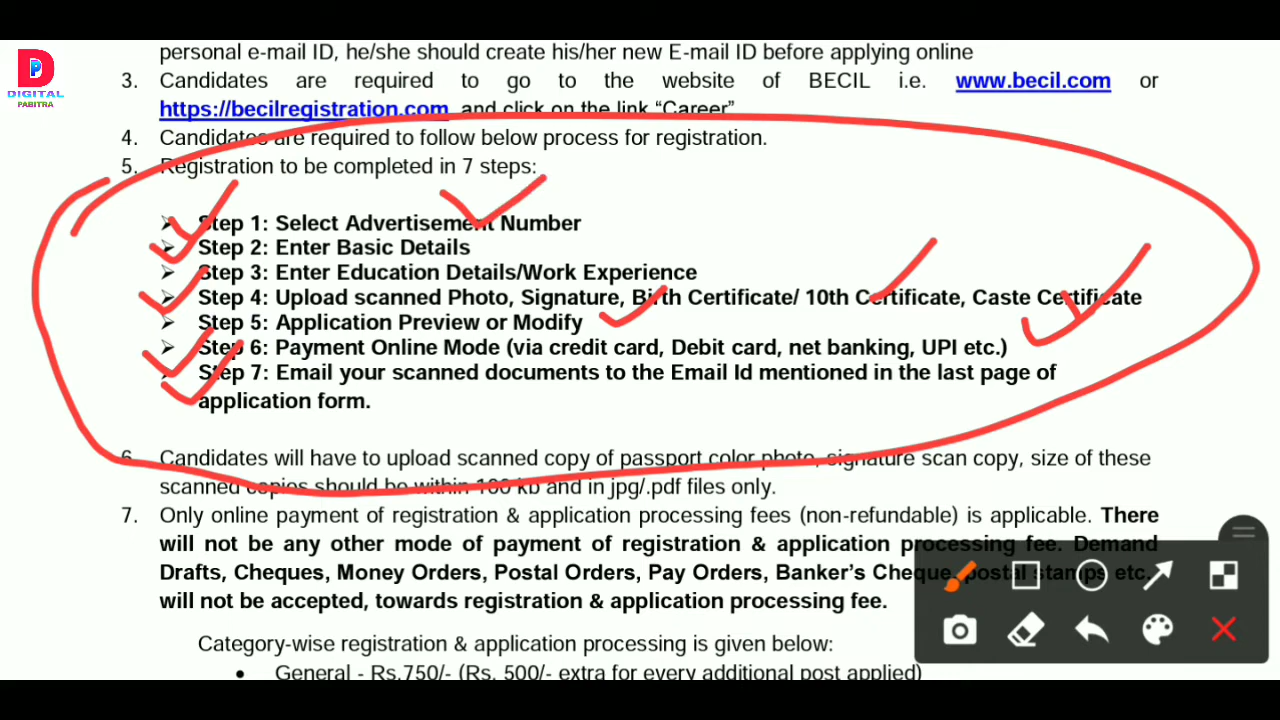 DIGITAL
PABITRA
personal e-mail ID, he/she should create his/her new E-mail ID before applying online
3. Candidates are required to go to the website of BECIL i.e. www.becil.com or
https://becilregistration.com and click on the link “Career”
4. Candidates are required to follow below process for registration.
5. Registration to be completed in 7 steps:
➢ Step 1: Select Advertisement Number
➢ Step 2: Enter Basic Details
➢ Step 3: Enter Education Details/Work Experience
➢ Step 4: Upload scanned Photo, Signature, Birth Certificate/ 10th Certificate, Caste Certificate
➢ Step 5: Application Preview or Modify
➢ Step 6: Payment Online Mode (via credit card, Debit card, net banking, UPI etc.)
➢ Step 7: Email your scanned documents to the Email Id mentioned in the last page of
application form.
6. Candidates will have to upload scanned copy of passport color photo, signature scan copy, size of these
scanned copies should be within 100 kb and in jpg/.pdf files only.
7. Only online payment of registration & application processing fees (non-refundable) is applicable. There
will not be any other mode of payment of registration & application processing fee. Demand
Drafts, Cheques, Money Orders, Postal Orders, Pay Orders, Banker’s Cheque, postal stamps etc.
will not be accepted, towards registration & application processing fee.
Category-wise registration & application processing is given below:
• General - Rs.750/- (Rs. 500/- extra for every additional post applied)